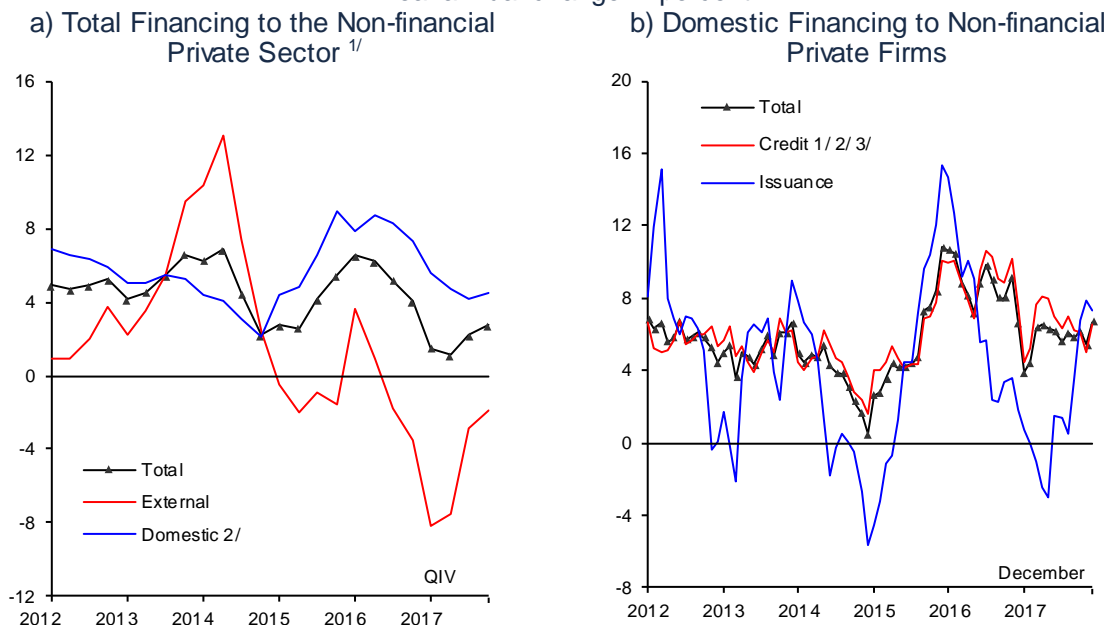 a) Total Financing to the Non-financial
Private Sector 1/
16
12
8
4
0
-4
-8
-12
Total
External
Domestic 2/
QIV
2012 2013 2014 2015 2016 2017
b) Domestic Financing to Non-financial
Private Firms
20
16
12
8
4
0
-4
-8
Total
Credit 1/ 2/ 3/
Issuance
December
2012 2013 2014 2015 2016 2017